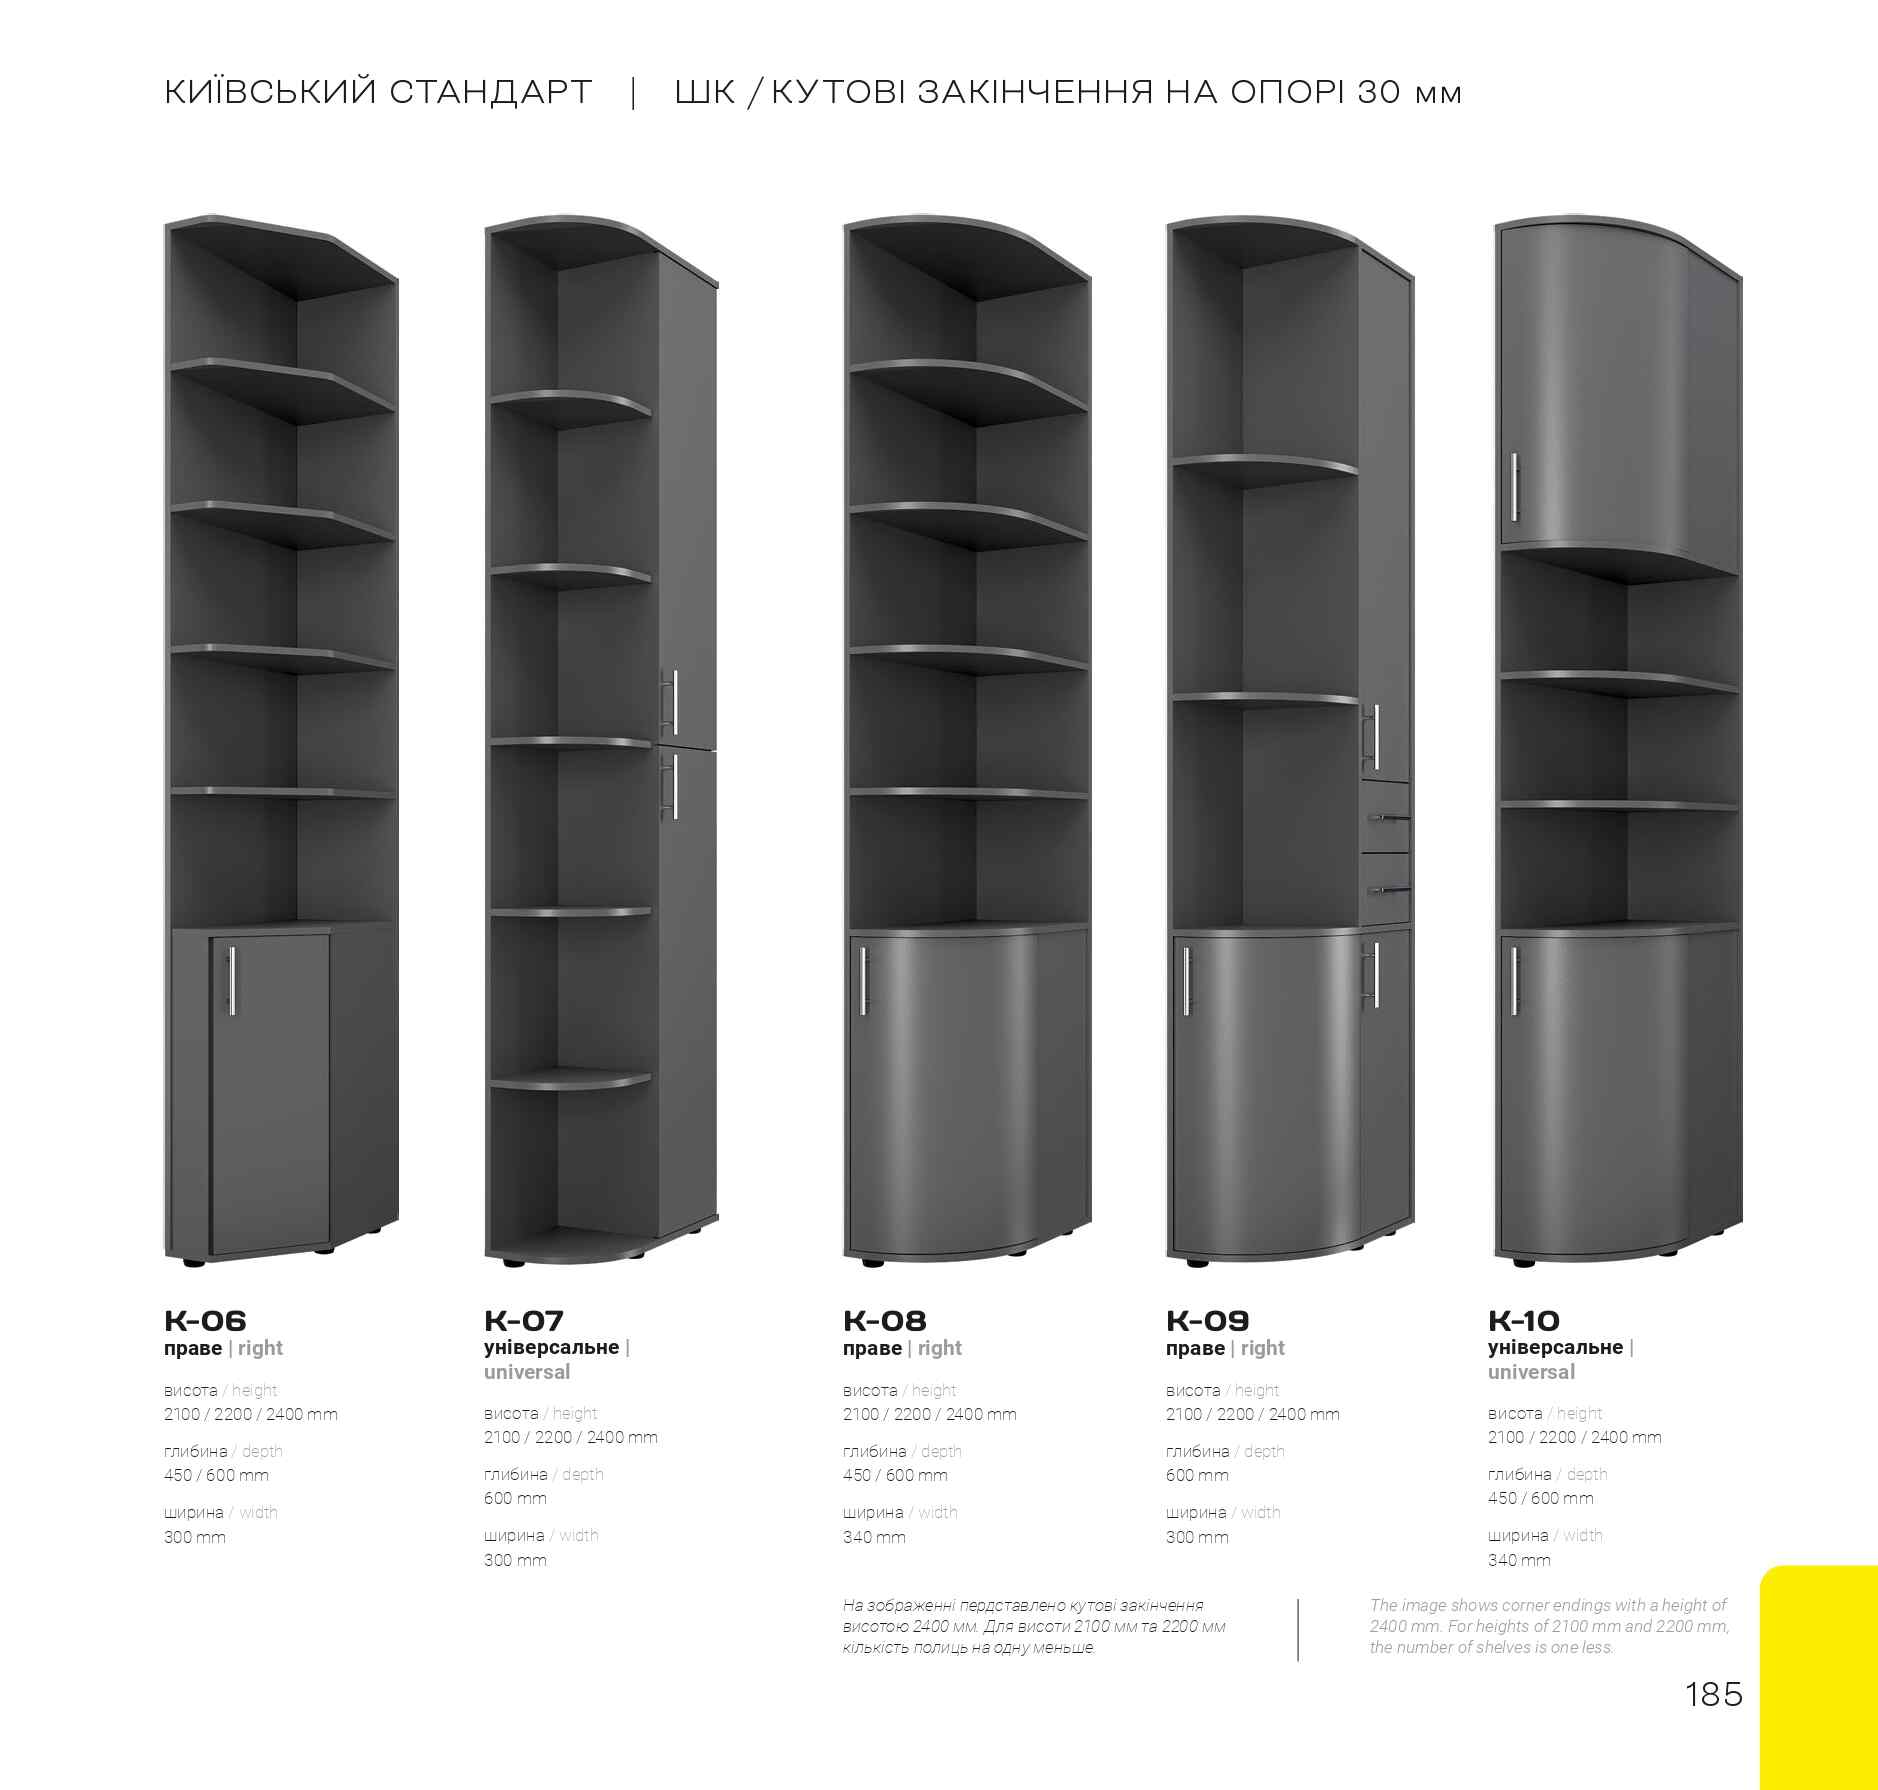 КИЇВСЬКИЙ СТАНДАРТ | ШК / КУТОВІ ЗАКІНЧЕННЯ НА ОПОРІ 30 мм
К-06
праве | right
висота / height
2100 / 2200 / 2400 mm
глибина / depth
450 / 600 mm
ширина / width
300 mm
К-07
універсальне |
universal
висота / height
2100 / 2200 / 2400 mm
глибина / depth
600 mm
ширина / width
300 mm
К-08
праве | right
висота / height
2100 / 2200 / 2400 mm
глибина / depth
450 / 600 mm
ширина / width
340 mm
К-09
праве | right
висота / height
2100 / 2200 / 2400 mm
глибина / depth
600 mm
ширина / width
300 mm
К-10
універсальне |
universal
висота / height
2100 / 2200 / 2400 mm
глибина / depth
450 / 600 mm
ширина / width
340 mm
На зображенні пердставлено кутові закінчення
висотою 2400 мм. Для висоти 2100 мм та 2200 мм
кількість полиць на одну меньше.
The image shows corner endings with a height of
2400 mm. For heights of 2100 mm and 2200 mm,
the number of shelves is one less.
185